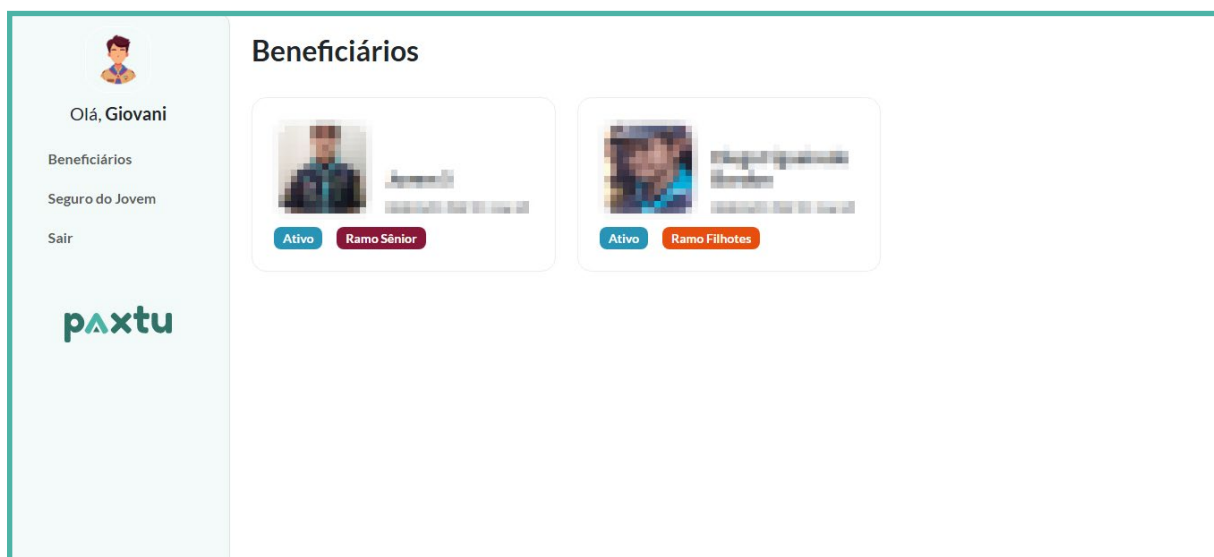 Olá, Giovani
Beneficiários
Seguro do Jovem
Sair
paxtu
Beneficiários
Ativo
Ramo Sênior
Ativo
Ramo Filhotes